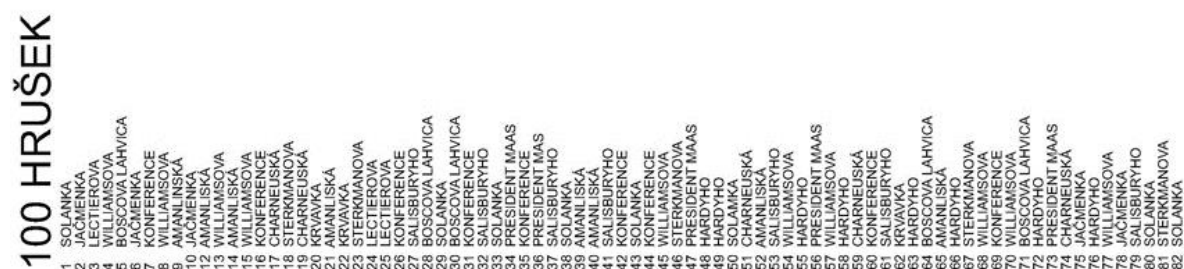 100 HRUŠEK
1 SOLANKA
2 JAČMENIKA
3 LECTIEROVA
4 WILLIAMSOVA
5 BOSCOVA LAHVICA
6 JAČMENIKA
7 KONFERENCE
8 WILLIAMSOVA
9 AMANLINSKÁ
10 JAČMENIKA
12 AMANLISKÁ
13 WILLIAMSOVA
14 AMANLISKÁ
15 WILLIAMSOVA
16 KONFERENCE
17 CHARNEUSKÁ
18 STERKMANOVA
19 CHARNEUSKÁ
20 KRVAVKA
21 AMANLISKÁ
22 KRVAVKA
23 STERKMANOVA
24 LECTIEROVA
25 LECTIEROVA
26 KONFERENCE
27 SALISBURYHO
28 BOSCOVA LAHVICA
29 SOLANKA
30 BOSCOVA LAHVICA
31 KONFERENCE
32 SALISBURYHO
33 SOLANKA
34 PRESIDENT MAAS
35 KONFERENCE
36 PRESIDENT MAS
37 SALISBURYHO
38 SOLANKA
39 AMANLISKÁ
40 AMANLISKÁ
41 SALISBURYHO
42 KONFERENCE
43 SOLANKA
44 KONFERENCE
45 WILLIAMSOVA
46 STERKMANOVA
47 PRESIDENT MAAS
48 HARDYHO
49 HARDYHO
50 SOLAMKA
51 CHARNEUSKÁ
52 AMANLISKÁ
53 SALISBURYHO
54 WILLIAMSOVA
55 HARDYHO
56 PRESIDENT MAAS
57 WILLIAMSOVA
58 HARDYHO
59 CHARNEUSKÁ
60 KONFERENCE
61 SALISBURYHO
62 KRVAVKA
63 HARDYHO
64 BOSCOVA LAHVICA
65 AMANLISKÁ
66 HARDYHO
67 STERKMANOVA
68 WILLIAMSOVA
69 KONFERENCE
70 WILLIAMSOVA
71 BOSCOVA LAHVICA
72 HARDYHO
73 PRESIDENT MAAS
74 CHARNEUSKÁ
75 JAČMENKA
76 HARDYHO
77 WILLIAMSOVA
78 JAČMENKA
79 SALISBURYHO
80 SOLANKA
81 STERKMANOVA
82 SOLANKA